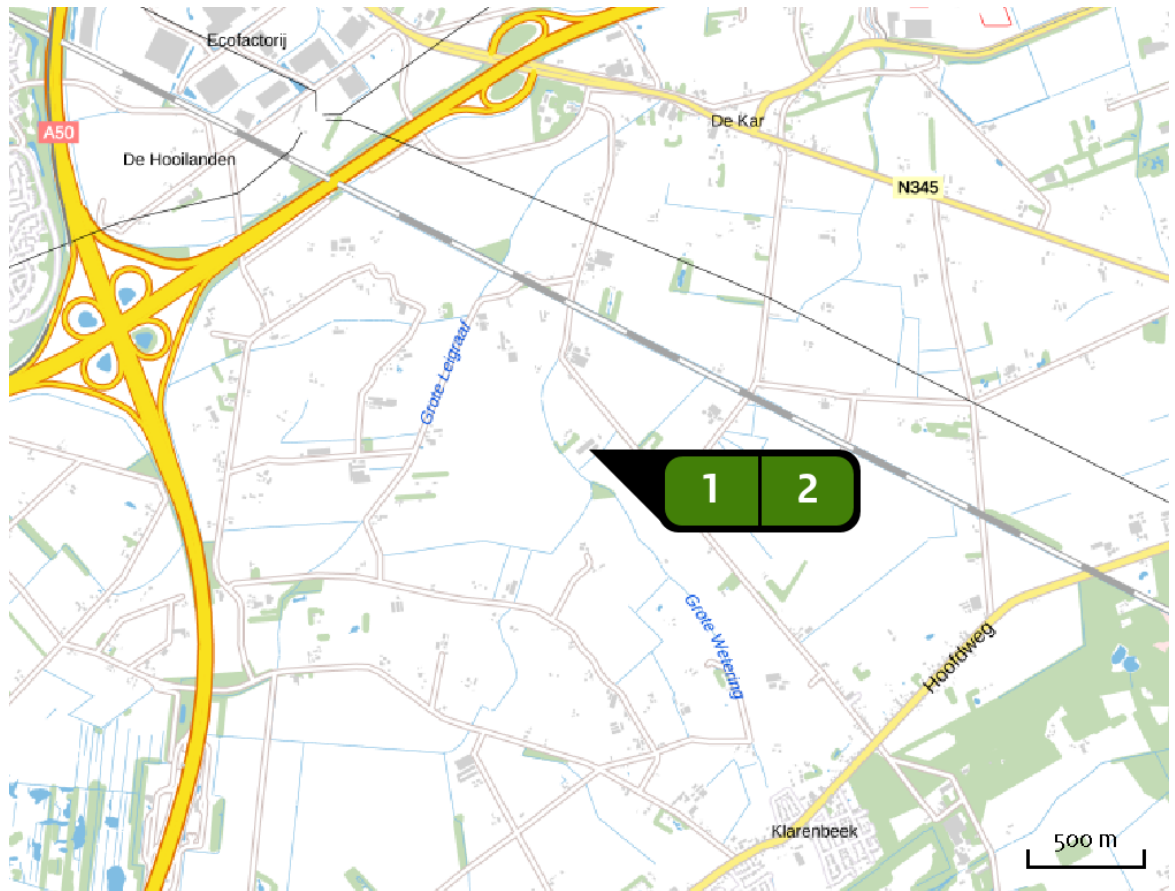 Ecofactorij
A50
De Kar
De Hooilanden
N345
Grote Leigraaf
1 2
Grote Wetering
Hoofdweg
Klarenbeek
500 m